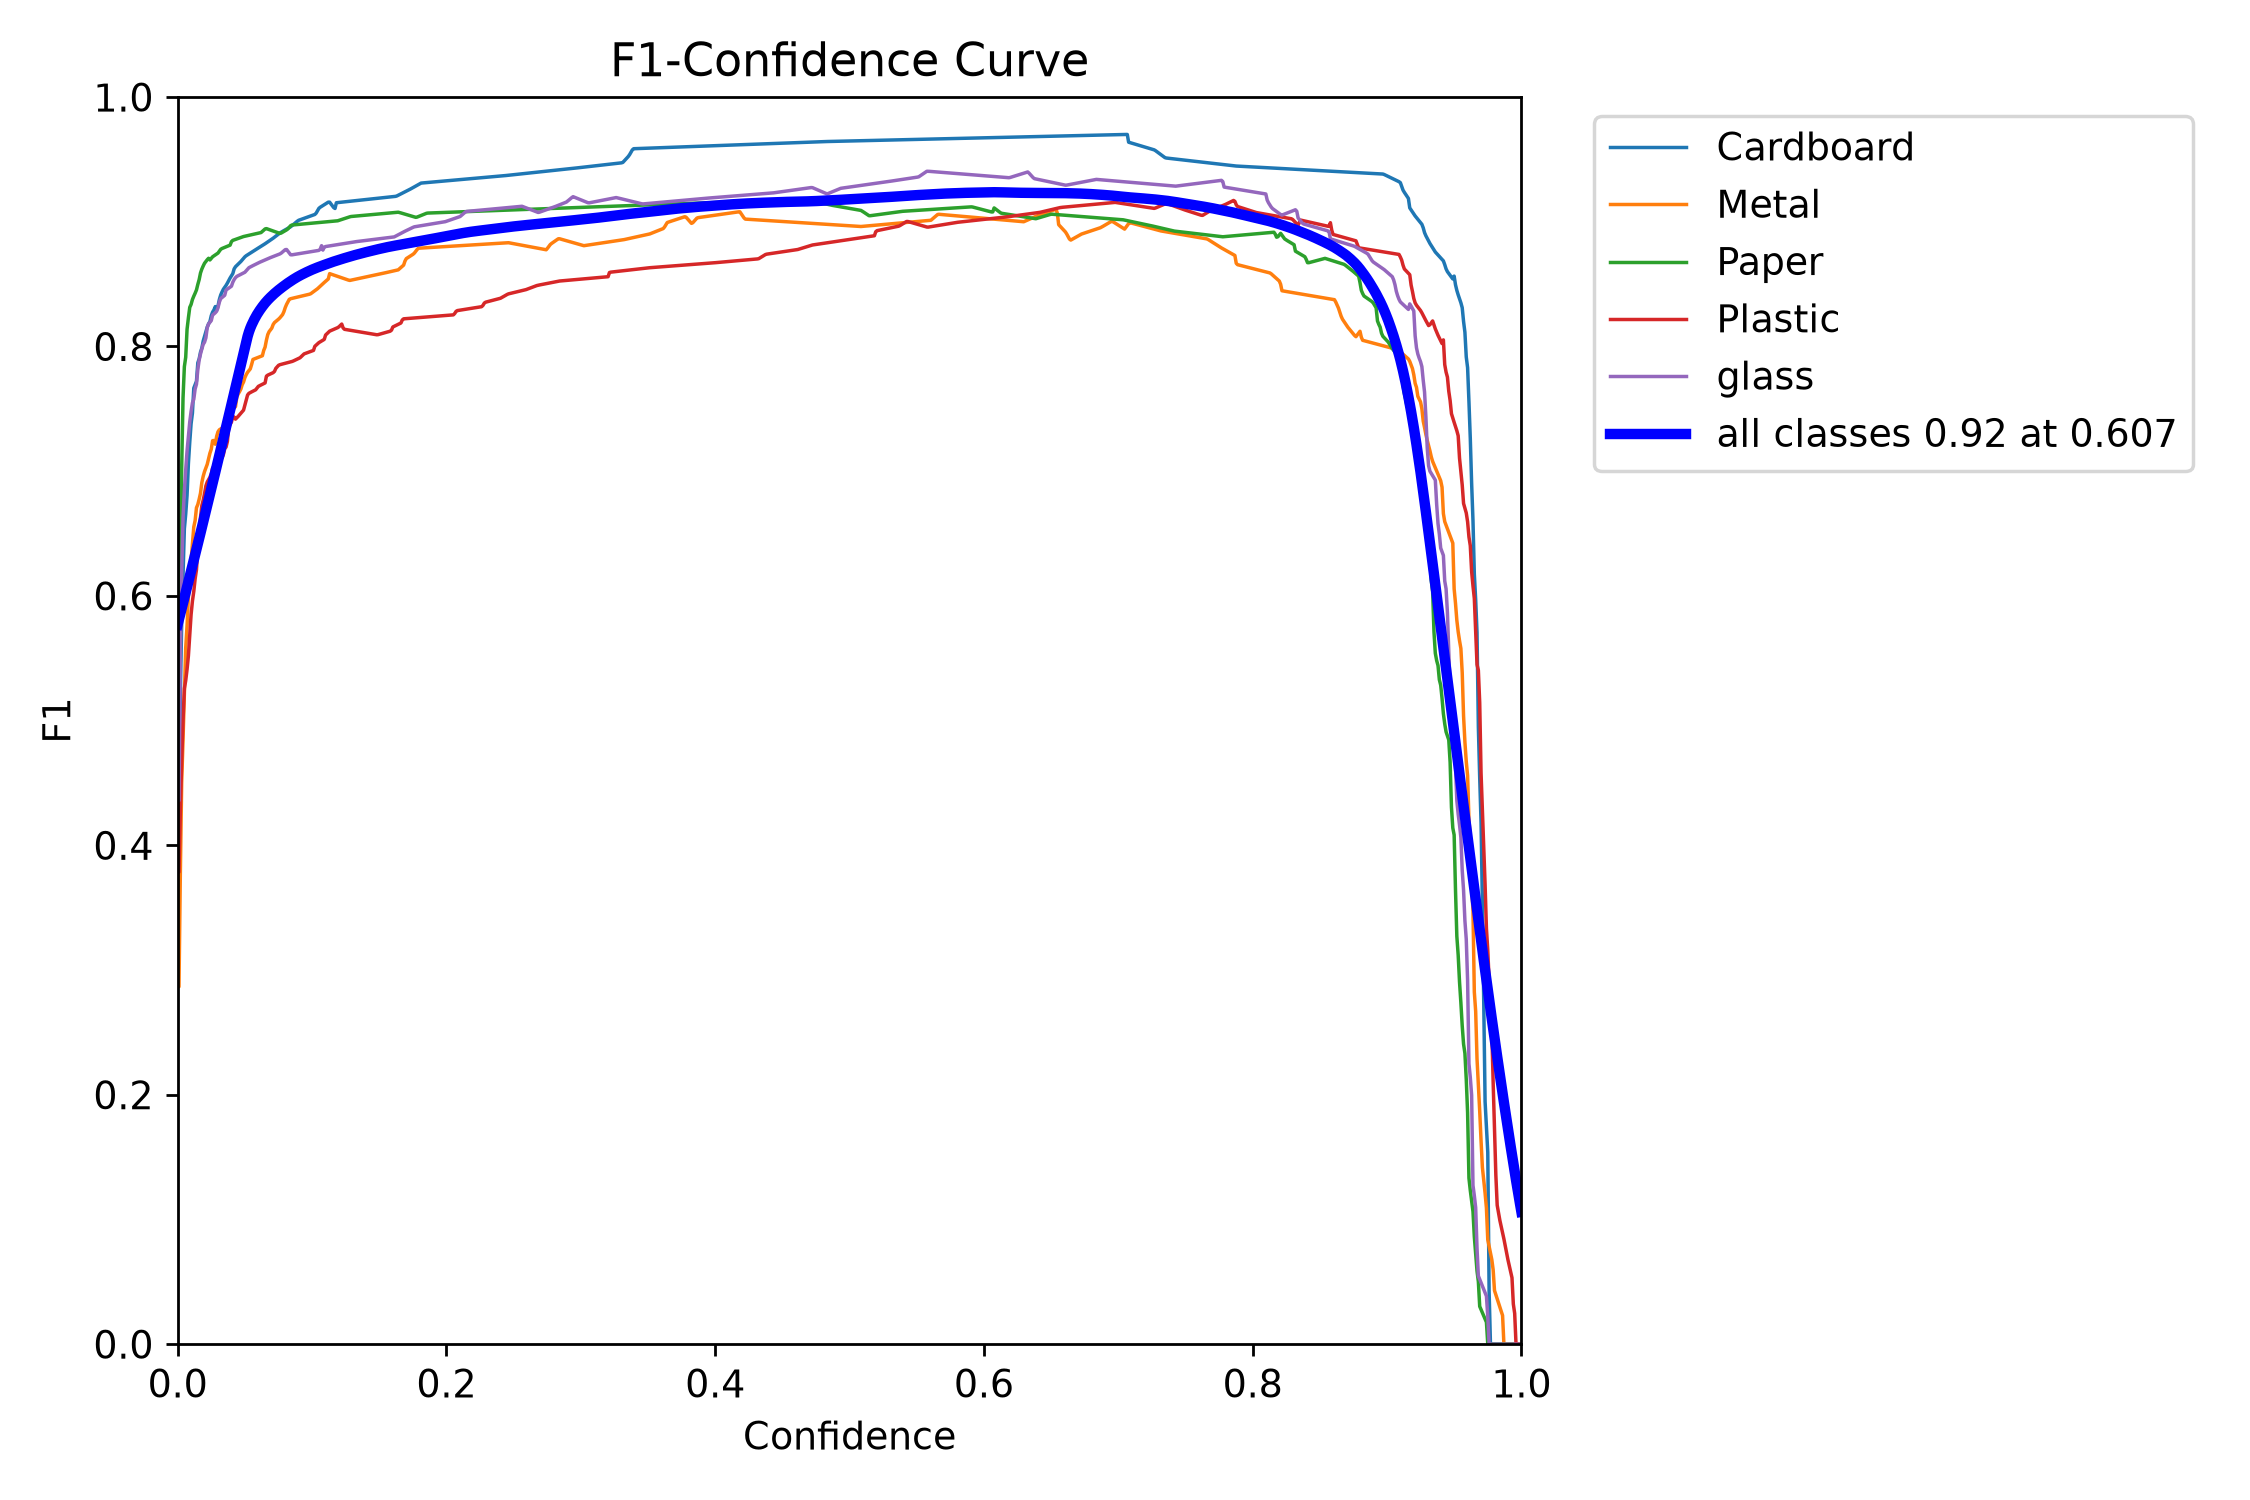 F1-Confidence Curve
1.0
0.8
0.6
0.4
0.2
0.0
F1
0.0 0.2 0.4 0.6 0.8 1.0
Confidence
Cardboard
Metal
Paper
Plastic
glass
all classes 0.92 at 0.607